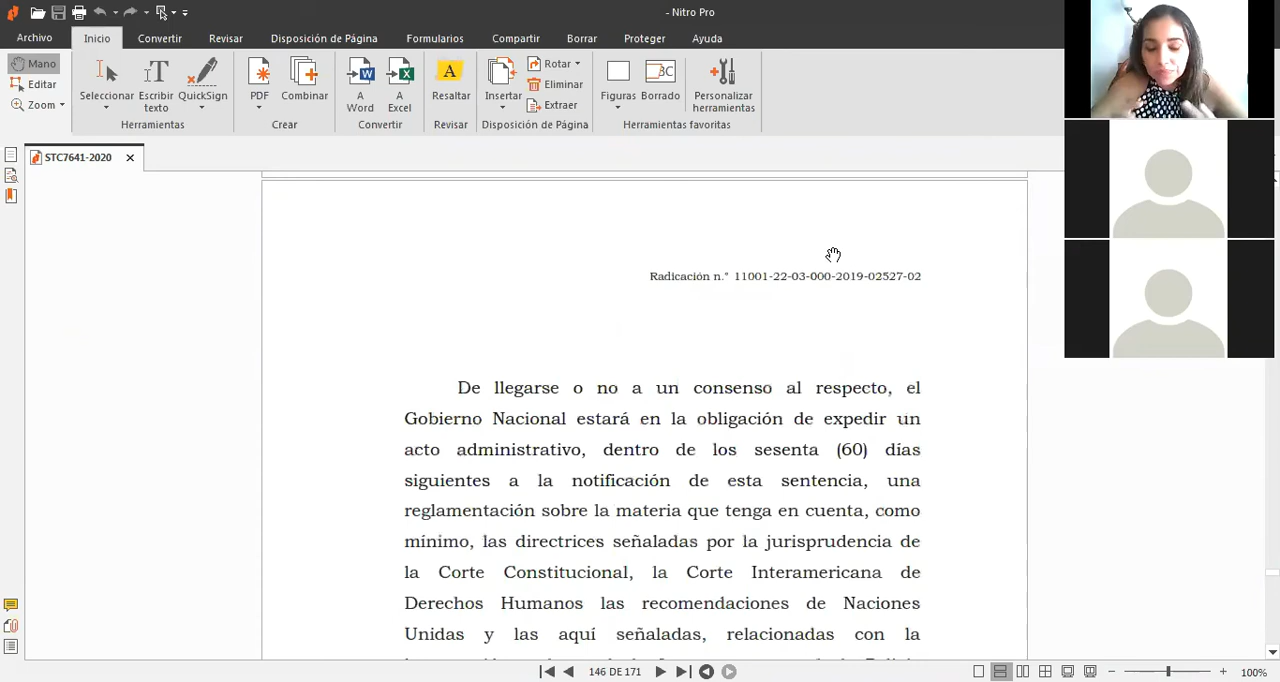 - Nitro Pro
Archivo
Inicio
Convertir
Revisar
Disposición de Página
Formularios
Compartir
Borrar
Proteger
Ayuda
Mano
Editar
Zoom
Seleccionar
Escribir
texto
QuickSign
Herramientas
PDF
Combinar
Crear
A
Word
A
Excel
Convertir
Resaltar
Revisar
Insertar
Rotar
Eliminar
Extraer
Disposición de Página
Figuras
Borrado
Personalizar
herramientas
Herramientas favoritas
STC7641-2020
Radicación n.° 11001-22-03-000-2019-02527-02
De llegarse o no a un consenso al respecto, el
Gobierno Nacional estará en la obligación de expedir un
acto administrativo, dentro de los sesenta (60) días
siguientes a la notificación de esta sentencia, una
reglamentación sobre la materia que tenga en cuenta, como
mínimo, las directrices señaladas por la jurisprudencia de
la Corte Constitucional, la Corte Interamericana de
Derechos Humanos las recomendaciones de Naciones
Unidas y las aquí señaladas, relacionadas con la
146 DE 171
100%